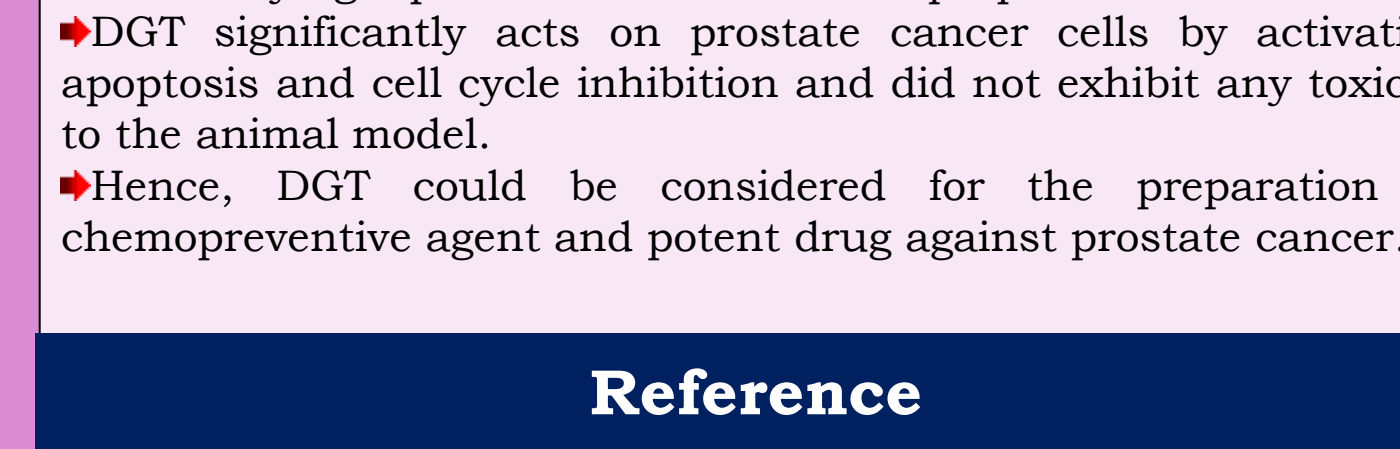 DGT significantly acts on prostate cancer cells by activati
apoptosis and cell cycle inhibition and did not exhibit any toxic
to the animal model.
Hence, DGT could be considered for the preparation
chemopreventive agent and potent drug against prostate cancer.
Reference